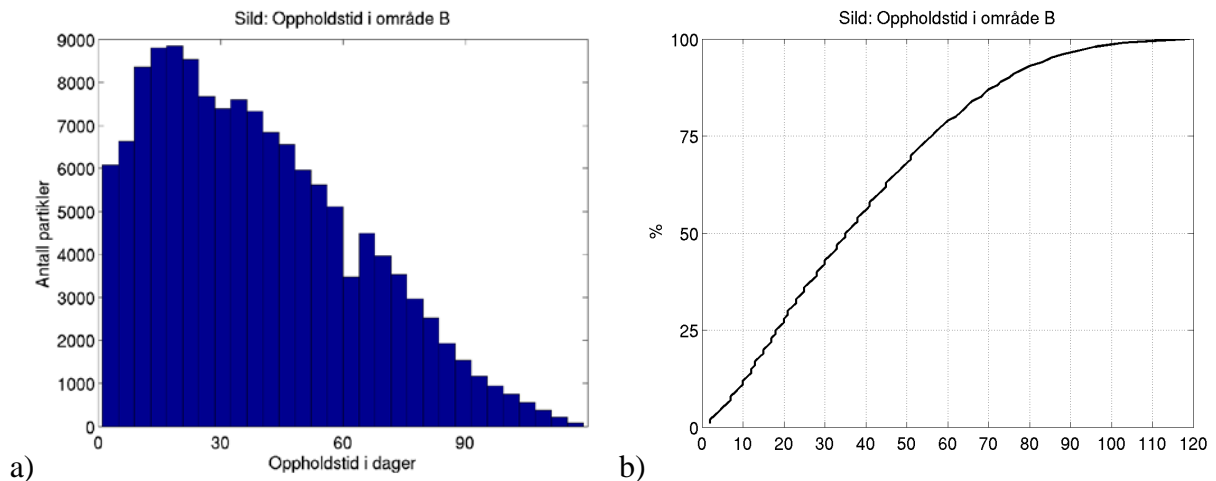 Sild: Oppholdstid i område B
9000
8000
7000
6000
5000
4000
3000
2000
1000
0
Antall partikler
0 30 60 90
Oppholdstid i dager
a)
Sild: Oppholdstid i område B
100
75
50
25
0
%
0 10 20 30 40 50 60 70 80 90 100 110 120
b)